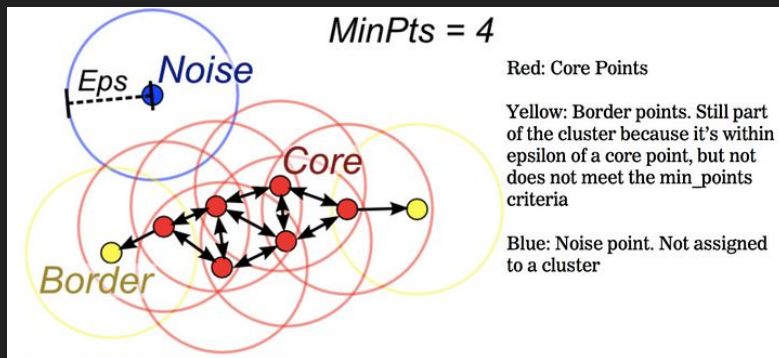 MinPts = 4
Eps
Noise
Core
Border
Red: Core Points
Yellow: Border points. Still part
of the cluster because it's within
epsilon of a core point, but not
does not meet the min_points
criteria
Blue: Noise point. Not assigned
to a cluster